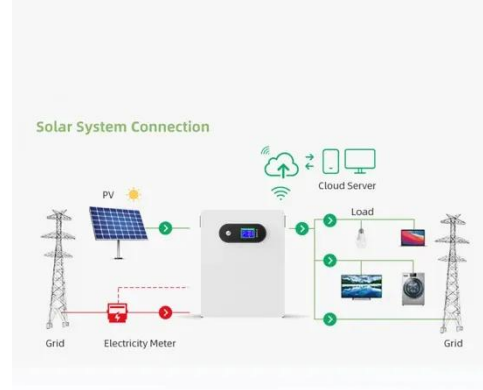 Solar System Connection
Cloud Server
PV
Load
Grid
Electricity Meter
Grid